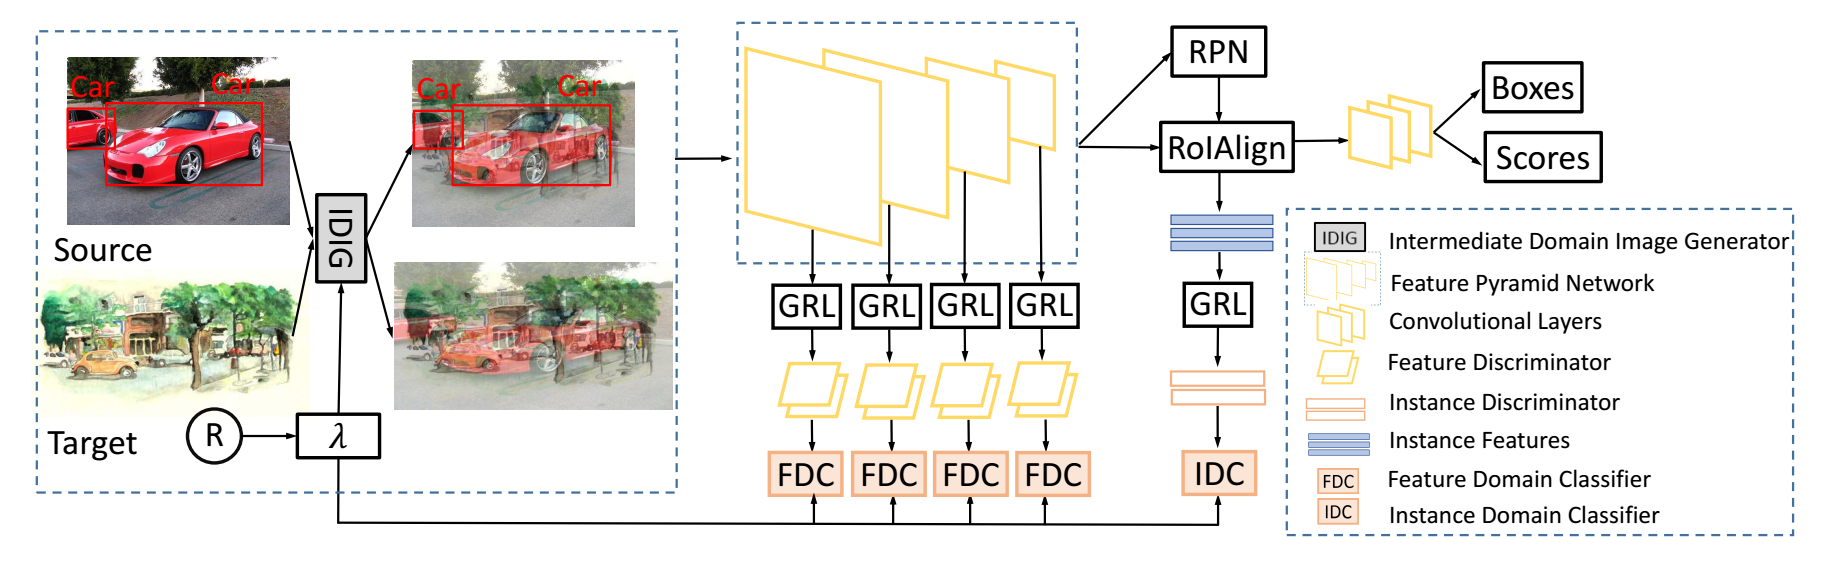 Car
Car
Source
Target
R
λ
IDIG
Car
Car
GRL
GRL
GRL
GRL
FDC
FDC
FDC
FDC
RPN
RoIAlign
GRL
IDC
Boxes
Scores
IDIG Intermediate Domain Image Generator
Feature Pyramid Network
Convolutional Layers
Feature Discriminator
Instance Discriminator
Instance Features
FDC Feature Domain Classifier
IDC Instance Domain Classifier